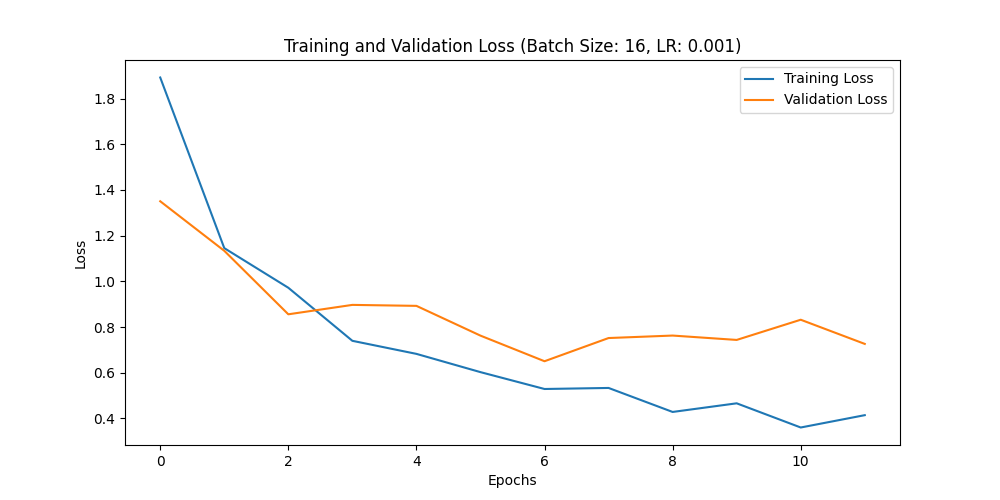 Training and Validation Loss (Batch Size: 16, LR: 0.001)
Training Loss
Validation Loss
Loss
1.8
1.6
1.4
1.2
1.0
0.8
0.6
0.4
0 2 4 6 8 10
Epochs